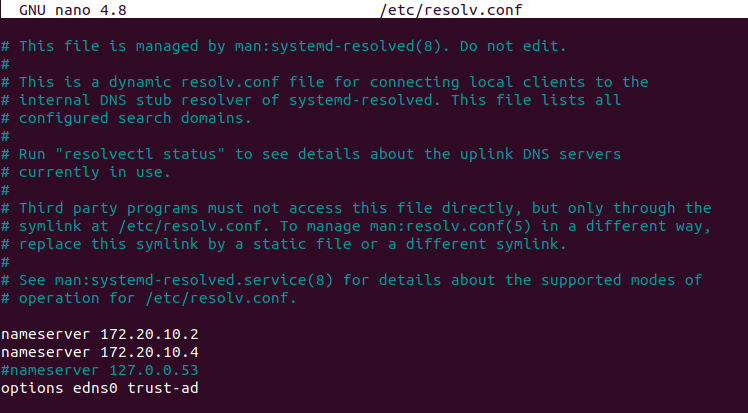 GNU nano 4.8 /etc/resolv.conf
# This file is managed by man:systemd-resolved(8). Do not edit.
#
# This is a dynamic resolv.conf file for connecting local clients to the
# internal DNS stub resolver of systemd-resolved. This file lists all
# configured search domains.
#
# Run "resolvectl status" to see details about the uplink DNS servers
# currently in use.
#
# Third party programs must not access this file directly, but only through the
# symlink at /etc/resolv.conf. To manage man:resolv.conf(5) in a different way,
# replace this symlink by a static file or a different symlink.
#
# See man:systemd-resolved.service(8) for details about the supported modes of
# operation for /etc/resolv.conf.
nameserver 172.20.10.2
nameserver 172.20.10.4
#nameserver 127.0.0.53
options edns0 trust-ad